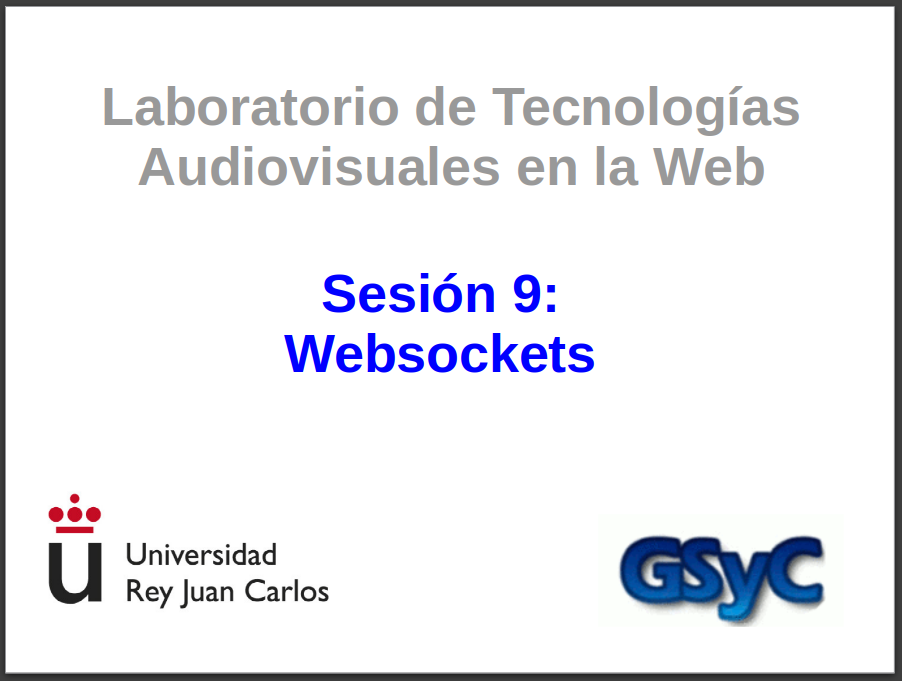 Laboratorio de Tecnologías
Audiovisuales en la Web
Sesión 9:
Websockets
Universidad
Rey Juan Carlos
GSyC